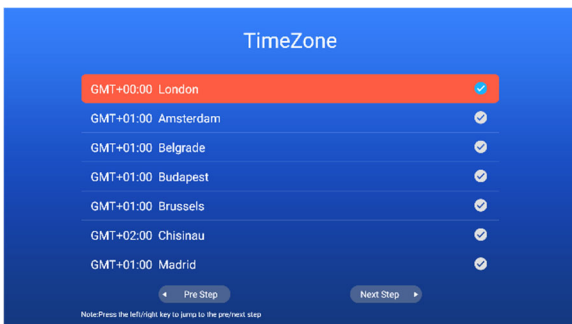 TimeZone
GMT+00:00 London
GMT+01:00 Amsterdam
GMT+01:00 Belgrade
GMT+01:00 Budapest
GMT+01:00 Brussels
GMT+02:00 Chisinau
GMT+01:00 Madrid
Pre Step Next Step
Note:Press the left/right key to jump to the pre/next step